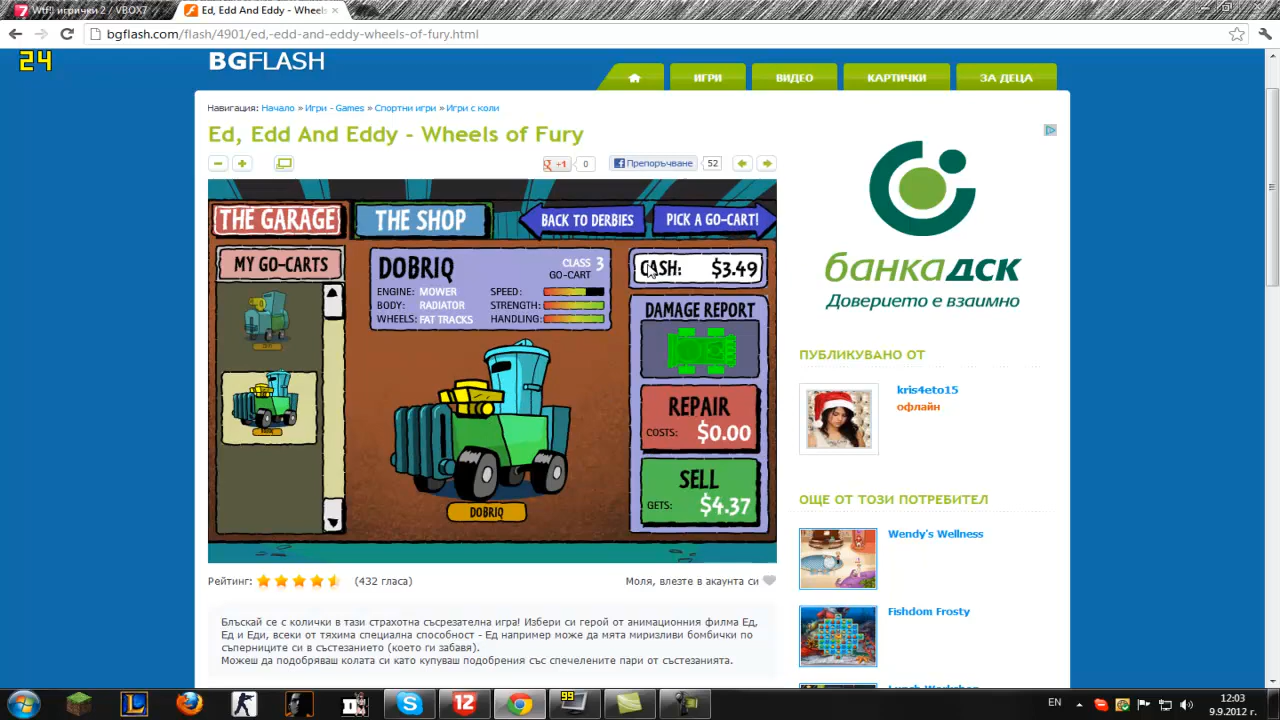 Wtf! игрички 2 / VBOX7
Ed, Edd And Eddy - Wheels
bgflash.com/flash/4901/ed,-edd-and-eddy-wheels-of-fury.html
24
BGFLASH
ИГРИ
ВИДЕО
КАРТИЧКИ
ЗА ДЕЦА
Навигация: Начало » Игри - Games » Спортни игри » Игри с коли
Ed, Edd And Eddy - Wheels of Fury
+1
0
Препоръчване
52
THE GARAGE
THE SHOP
BACK TO DERBIES
PICK A GO-CART!
MY GO-CARTS
DOBRIQ
CLASS 3
GO-CART
ENGINE: MOWER
SPEED:
BODY: RADIATOR
STRENGTH:
WHEELS: FAT TRACKS
HANDLING:
CASH: $3.49
DAMAGE REPORT
REPAIR
COSTS: $0.00
SELL
GETS: $4.37
DOBRIQ
банкаДСК
Доверието е взаимно
ПУБЛИКУВАНО ОТ
kris4eto15
офлайн
ОЩЕ ОТ ТОЗИ ПОТРЕБИТЕЛ
Wendy's Wellness
Fishdom Frosty
Рейтинг:
(432 гласа)
Моля, влезте в акаунта си
Блъскай се с колички в тази страхотна състрезателна игра! Избери си герой от анимационния филма Ед,
Ед и Еди, всеки от тяхима специална способност - Ед например може да мята миризливи бомбички по
съперниците си в състезанието (което ги забавя).
Можеш да подобряваш колата си като купуваш подобрения със спечелените пари от състезанията.
12
99
EN
12:03
9.9.2012 г.